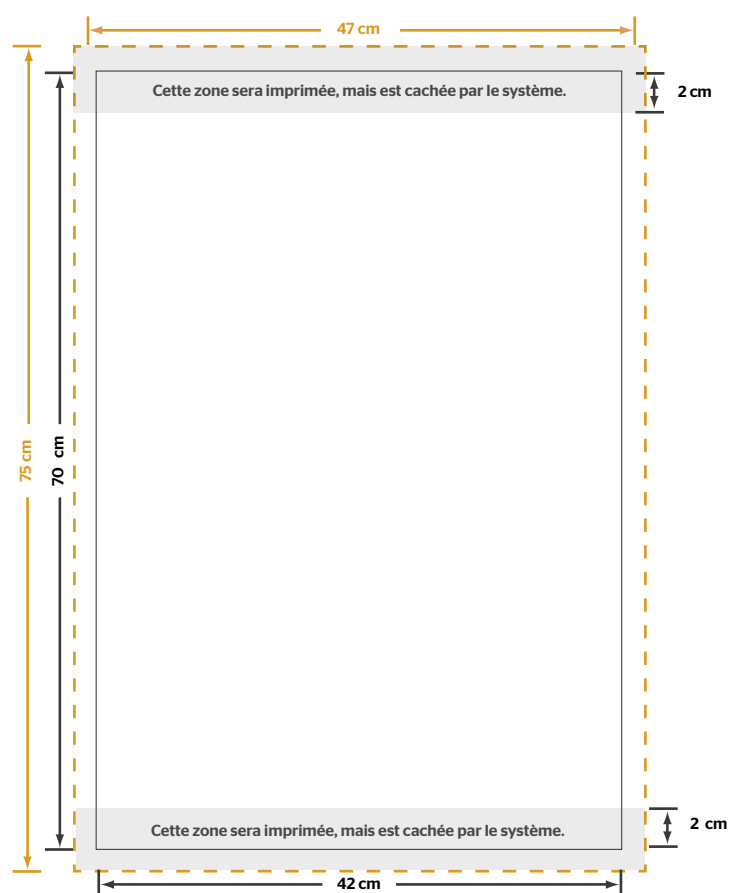 47 cm
Cette zone sera imprimée, mais est cachée par le système.
2 cm
75 cm
70 cm
Cette zone sera imprimée, mais est cachée par le système.
2 cm
42 cm